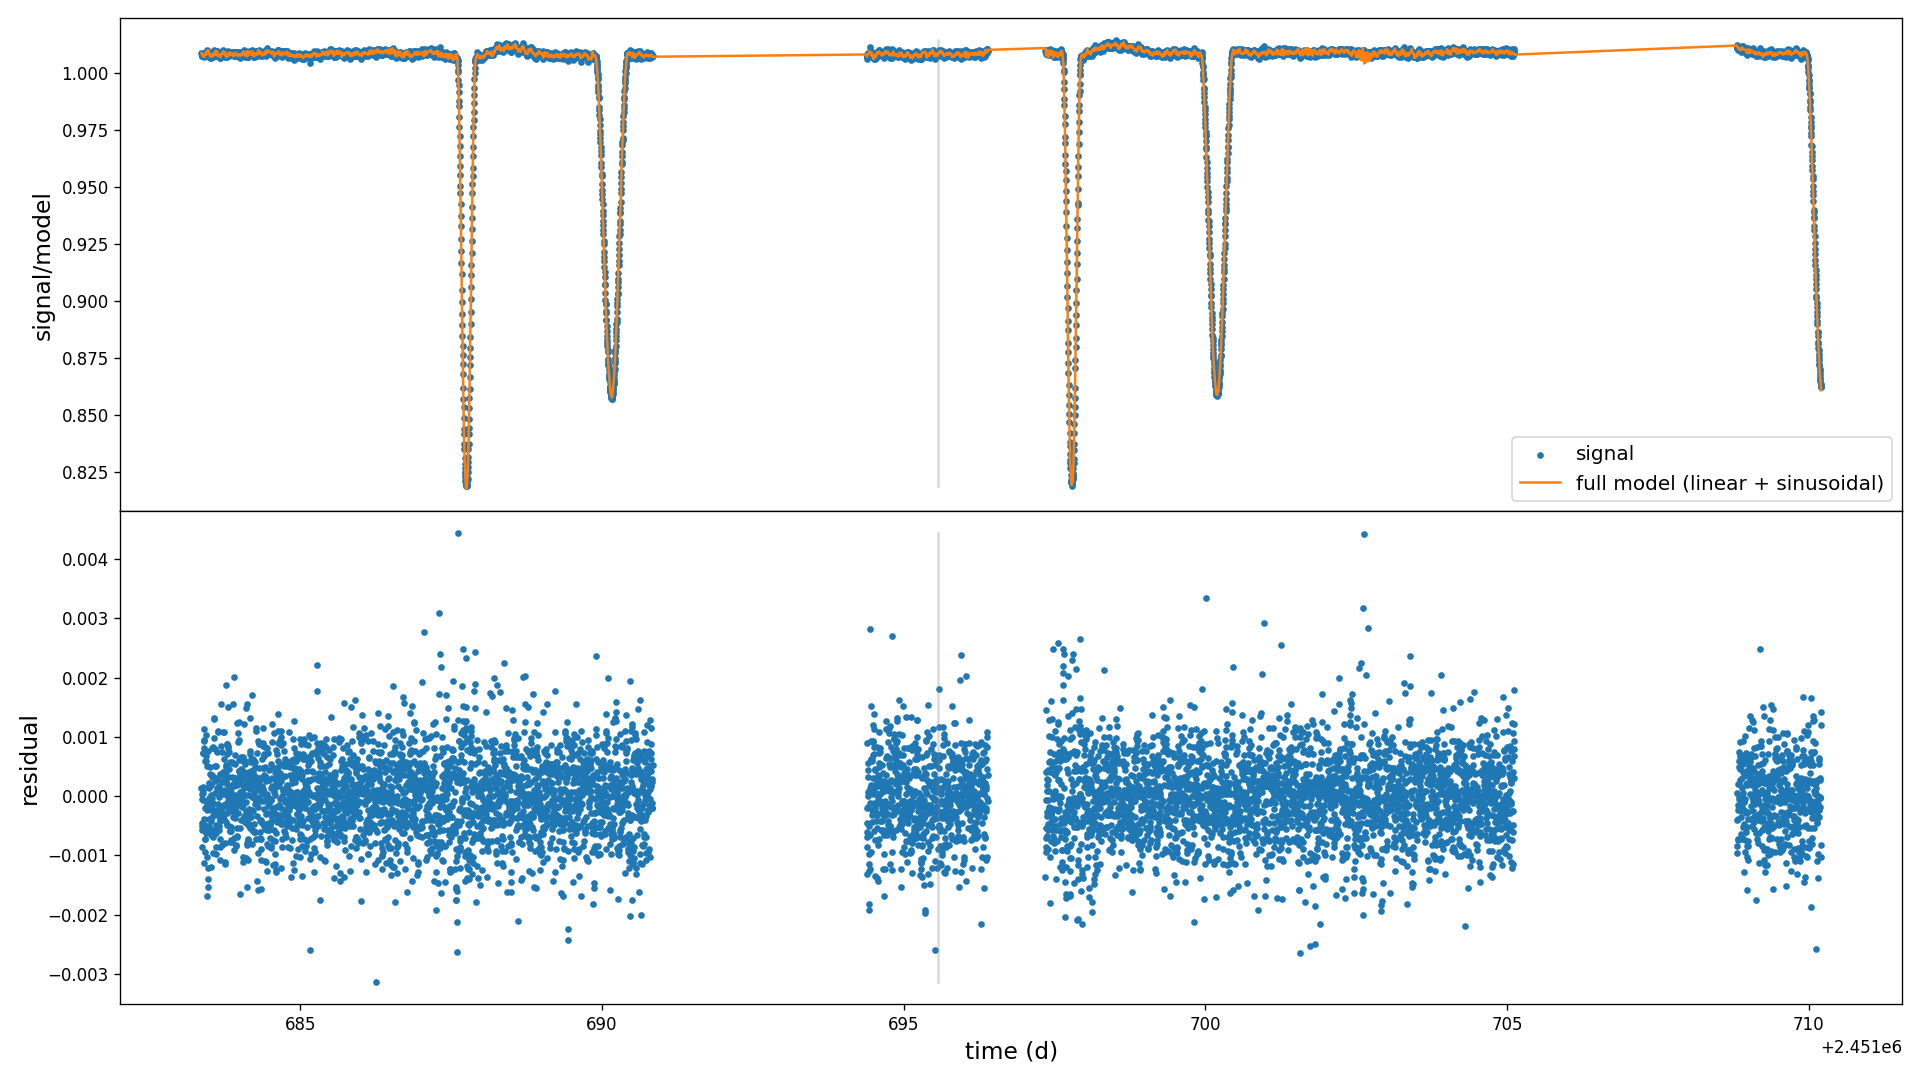 signal/model
1.000
0.975
0.950
0.925
0.900
0.875
0.850
0.825
signal
full model (linear + sinusoidal)
residual
0.004
0.003
0.002
0.001
0.000
−0.001
−0.002
−0.003
685 690 695 700 705 710
time (d)
+2.451e6